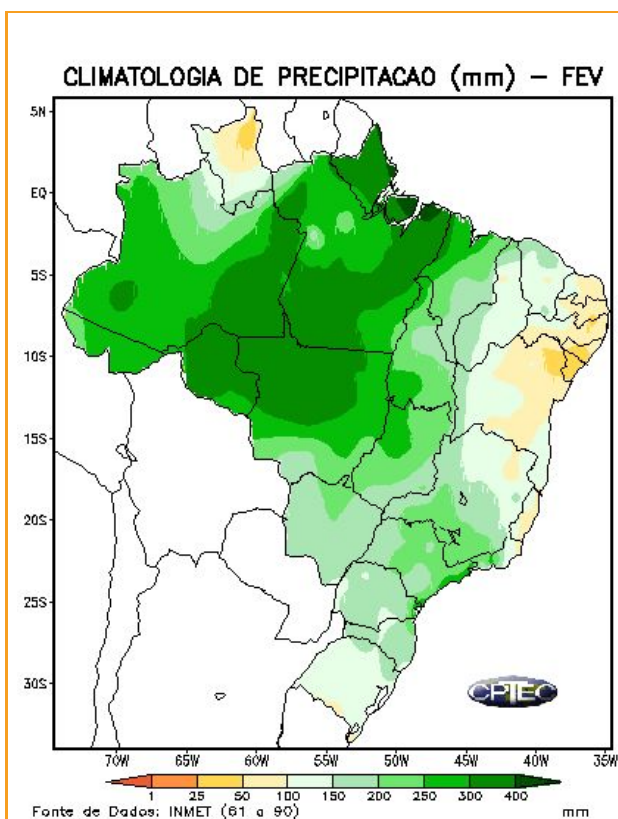 CLIMATOLOGIA DE PRECIPITACAO (mm) – FEV
5N
EQ
5S
10S
15S
20S
25S
30S
CPTEC
70W 65W 60W 55W 50W 45W 40W 35W
1 25 50 100 150 200 250 300 400
Fonte de Dados: INMET (61 a 90) mm